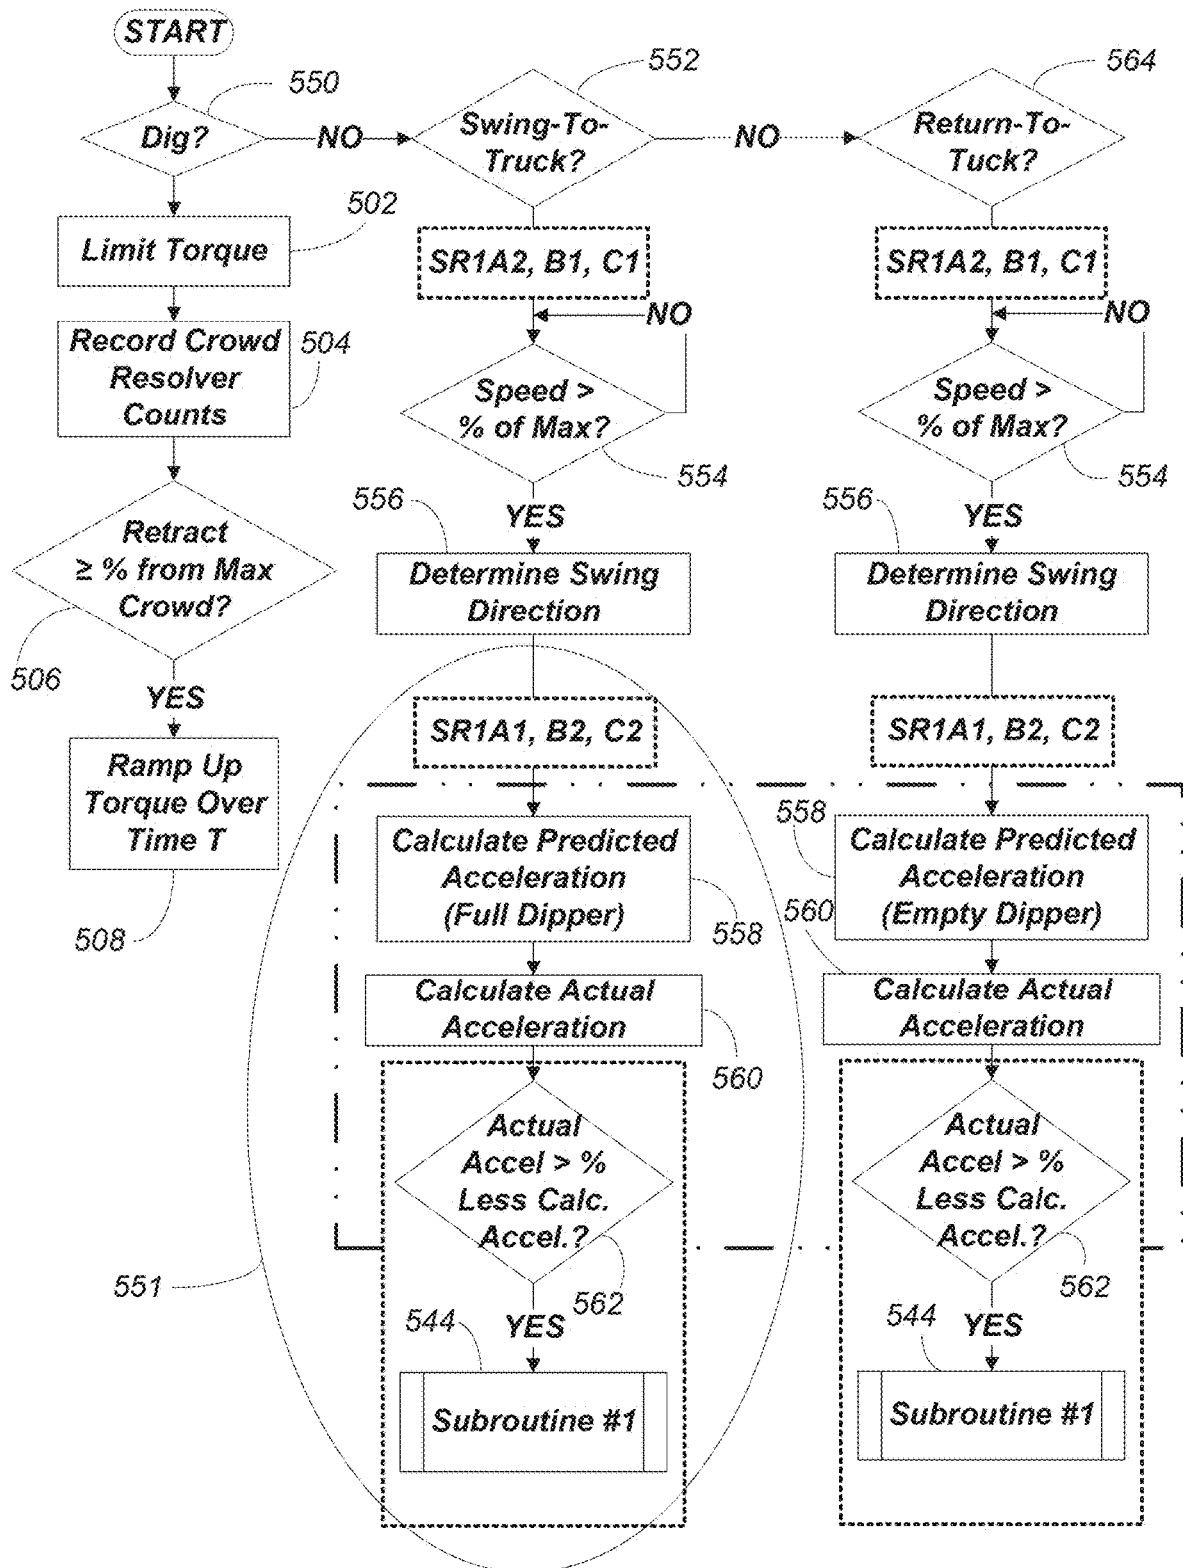 START
550
Dig?
NO
552
Swing-To-
Truck?
NO
564
Return-To-
Tuck?
502
Limit Torque
504
Record Crowd
Resolver
Counts
Retract
≥ % from Max
Crowd?
506
YES
Ramp Up
Torque Over
Time T
508
SR1A2, B1, C1
NO
Speed >
% of Max?
554
YES
556
Determine Swing
Direction
SR1A1, B2, C2
Calculate Predicted
Acceleration
(Full Dipper)
558
Calculate Actual
Acceleration
560
Actual
Accel > %
Less Calc.
Accel.?
562
551
YES
544
Subroutine #1
SR1A2, B1, C1
NO
Speed >
% of Max?
554
YES
556
Determine Swing
Direction
SR1A1, B2, C2
558
Calculate Predicted
Acceleration
(Empty Dipper)
560
Calculate Actual
Acceleration
Actual
Accel > %
Less Calc.
Accel.?
562
YES
544
Subroutine #1